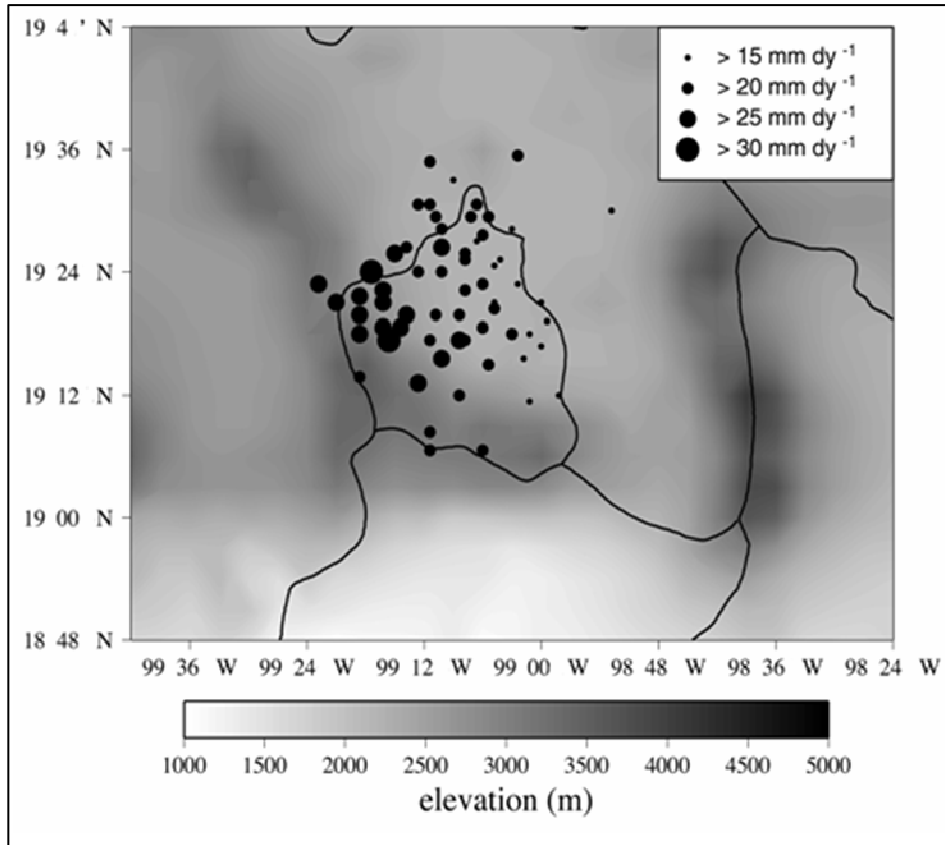 19 4 .’ N
> 15 mm dy -1
> 20 mm dy -1
> 25 mm dy -1
> 30 mm dy -1
19 36 N
19 24 N
19 12 N
19 00 N
18 48 N
99 36 W 99 24 W 99 12 W 99 00 W 98 48 W 98 36 W 98 24 W
1000 1500 2000 2500 3000 3500 4000 4500 5000
elevation (m)